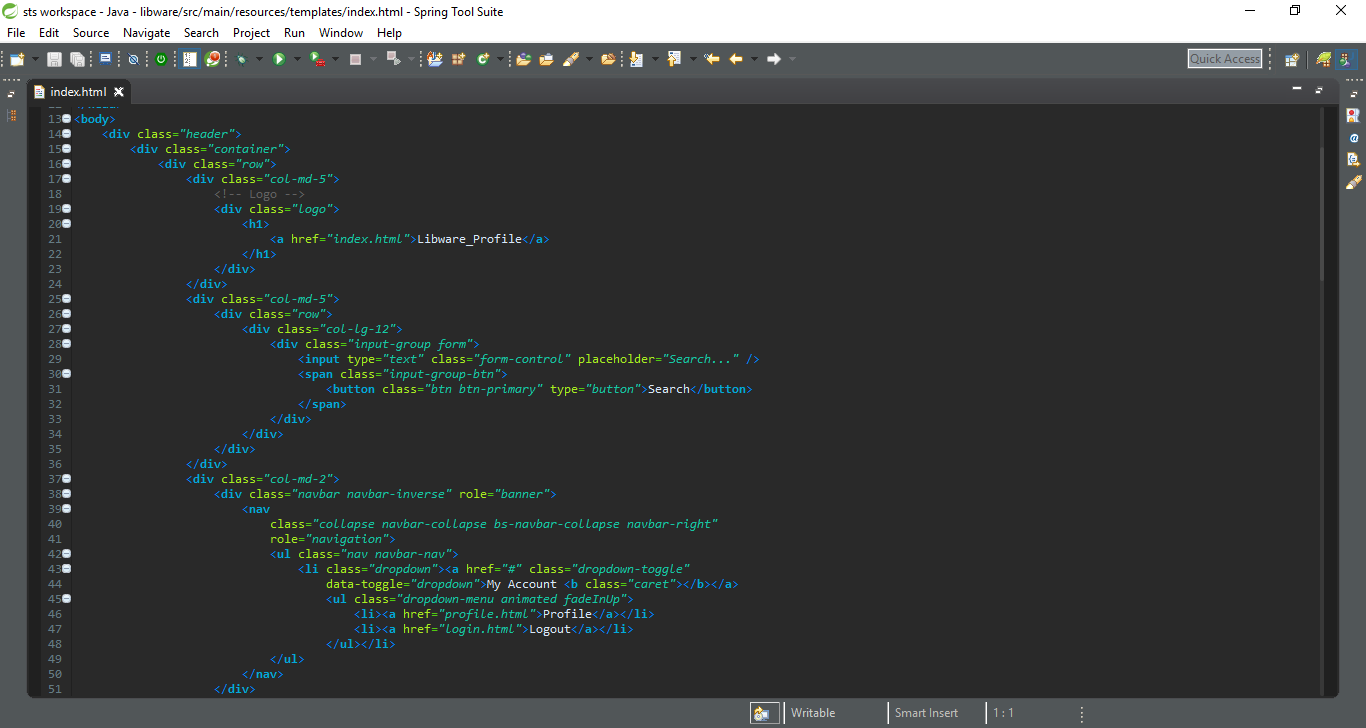 sts workspace - Java - libware/src/main/resources/templates/index.html - Spring Tool Suite
File Edit Source Navigate Search Project Run Window Help
Quick Access
index.html
13 <body>
14 <div class="header">
15 <div class="container">
16 <div class="row">
17 <div class="col-md-5">
18 <!-- Logo -->
19 <div class="logo">
20 <h1>
21 <a href="index.html">Libware_Profile</a>
22 </h1>
23 </div>
24 </div>
25 <div class="col-md-5">
26 <div class="row">
27 <div class="col-lg-12">
28 <div class="input-group form">
29 <input type="text" class="form-control" placeholder="Search..." />
30 <span class="input-group-btn">
31 <button class="btn btn-primary" type="button">Search</button>
32 </span>
33 </div>
34 </div>
35 </div>
36 </div>
37 <div class="col-md-2">
38 <div class="navbar navbar-inverse" role="banner">
39 <nav
40 class="collapse navbar-collapse bs-navbar-collapse navbar-right"
41 role="navigation">
42 <ul class="nav navbar-nav">
43 <li class="dropdown"><a href="#" class="dropdown-toggle"
44 data-toggle="dropdown">My Account <b class="caret"></b></a>
45 <ul class="dropdown-menu animated fadeInUp">
46 <li><a href="profile.html">Profile</a></li>
47 <li><a href="login.html">Logout</a></li>
48 </ul></li>
49 </ul>
50 </nav>
51 </div>
Writable Smart Insert 1 : 1